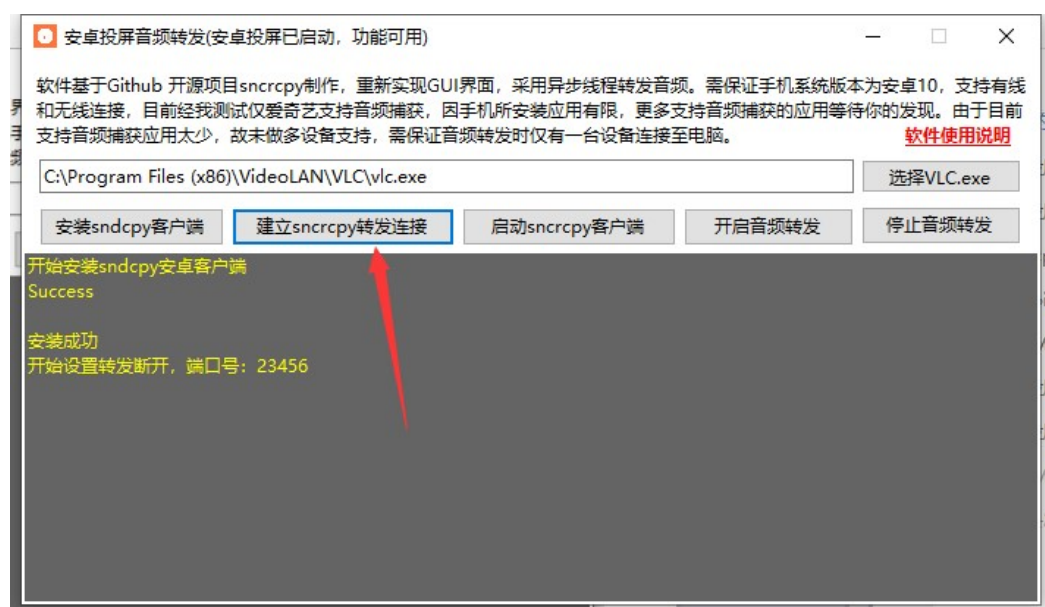 安卓投屏音频转发(安卓投屏已启动，功能可用)
软件基于Github 开源项目sncrcpy制作，重新实现GUI界面，采用异步线程转发音频。需保证手机系统版本为安卓10，支持有线
和无线连接，目前经我测试仅爱奇艺支持音频捕获，因手机所安装应用有限，更多支持音频捕获的应用等待你的发现。由于目前
支持音频捕获应用太少，故未做多设备支持，需保证音频转发时仅有一台设备连接至电脑。 软件使用说明
C:\Program Files (x86)\VideoLAN\VLC\vlc.exe 选择VLC.exe
安装sndcpy客户端 建立sncrcpy转发连接 启动sncrcpy客户端 开启音频转发 停止音频转发
开始安装sndcpy安卓客户端
Success
安装成功
开始设置转发断开，端口号：23456